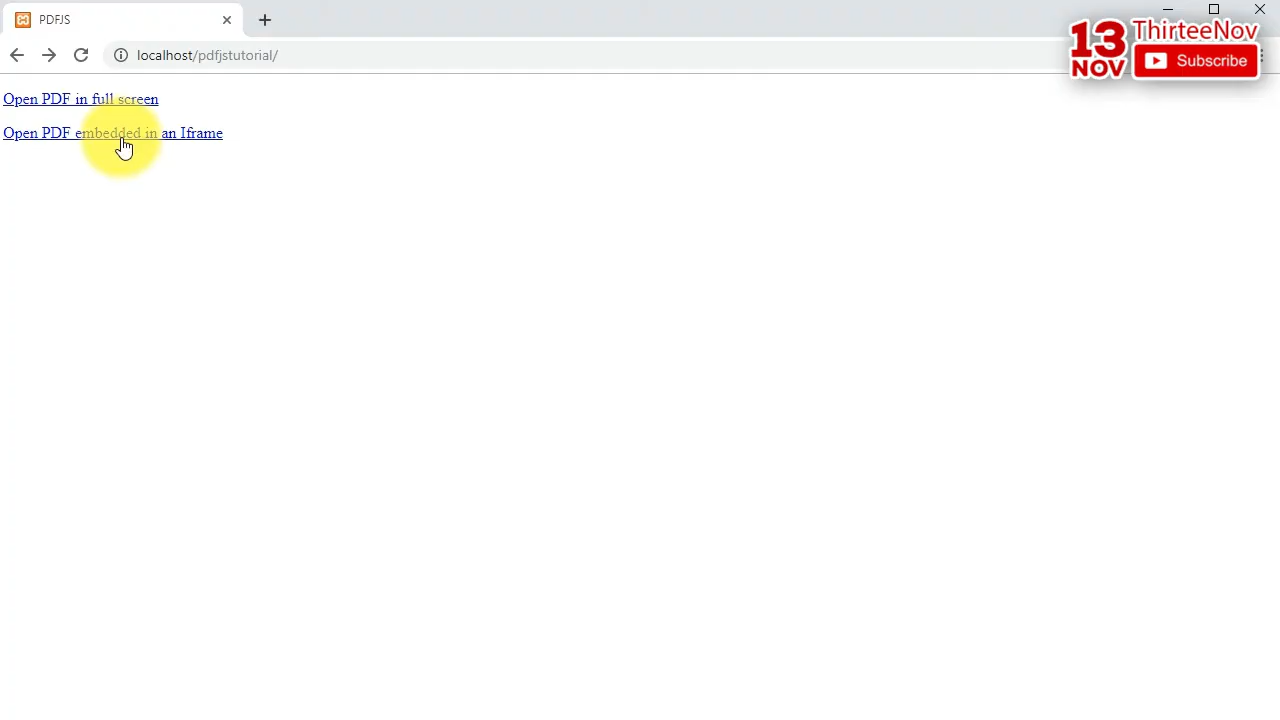 PDFJS
localhost/pdfjstutorial/
13
NOV
ThirteeNov
Subscribe
Open PDF in full screen
Open PDF embedded in an Iframe